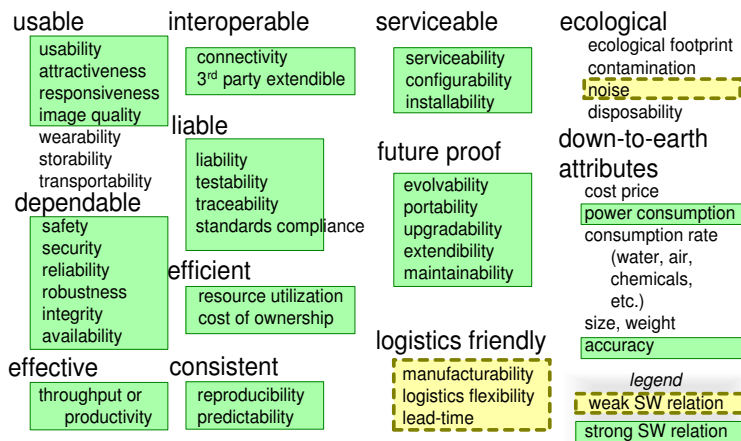 usable
usability
attractiveness
responsiveness
image quality
wearability
storability
transportability
dependable
safety
security
reliability
robustness
integrity
availability
effective
throughput or
productivity
interoperable
connectivity
3rd party extendible
liable
liability
testability
traceability
standards compliance
efficient
resource utilization
cost of ownership
consistent
reproducibility
predictability
serviceable
serviceability
configurability
installability
future proof
evolvability
portability
upgradability
extendibility
maintainability
logistics friendly
manufacturability
logistics flexibility
lead-time
ecological
ecological footprint
contamination
noise
disposability
down-to-earth
attributes
cost price
power consumption
consumption rate
(water, air,
chemicals,
etc.)
size, weight
accuracy
legend
weak SW relation
strong SW relation